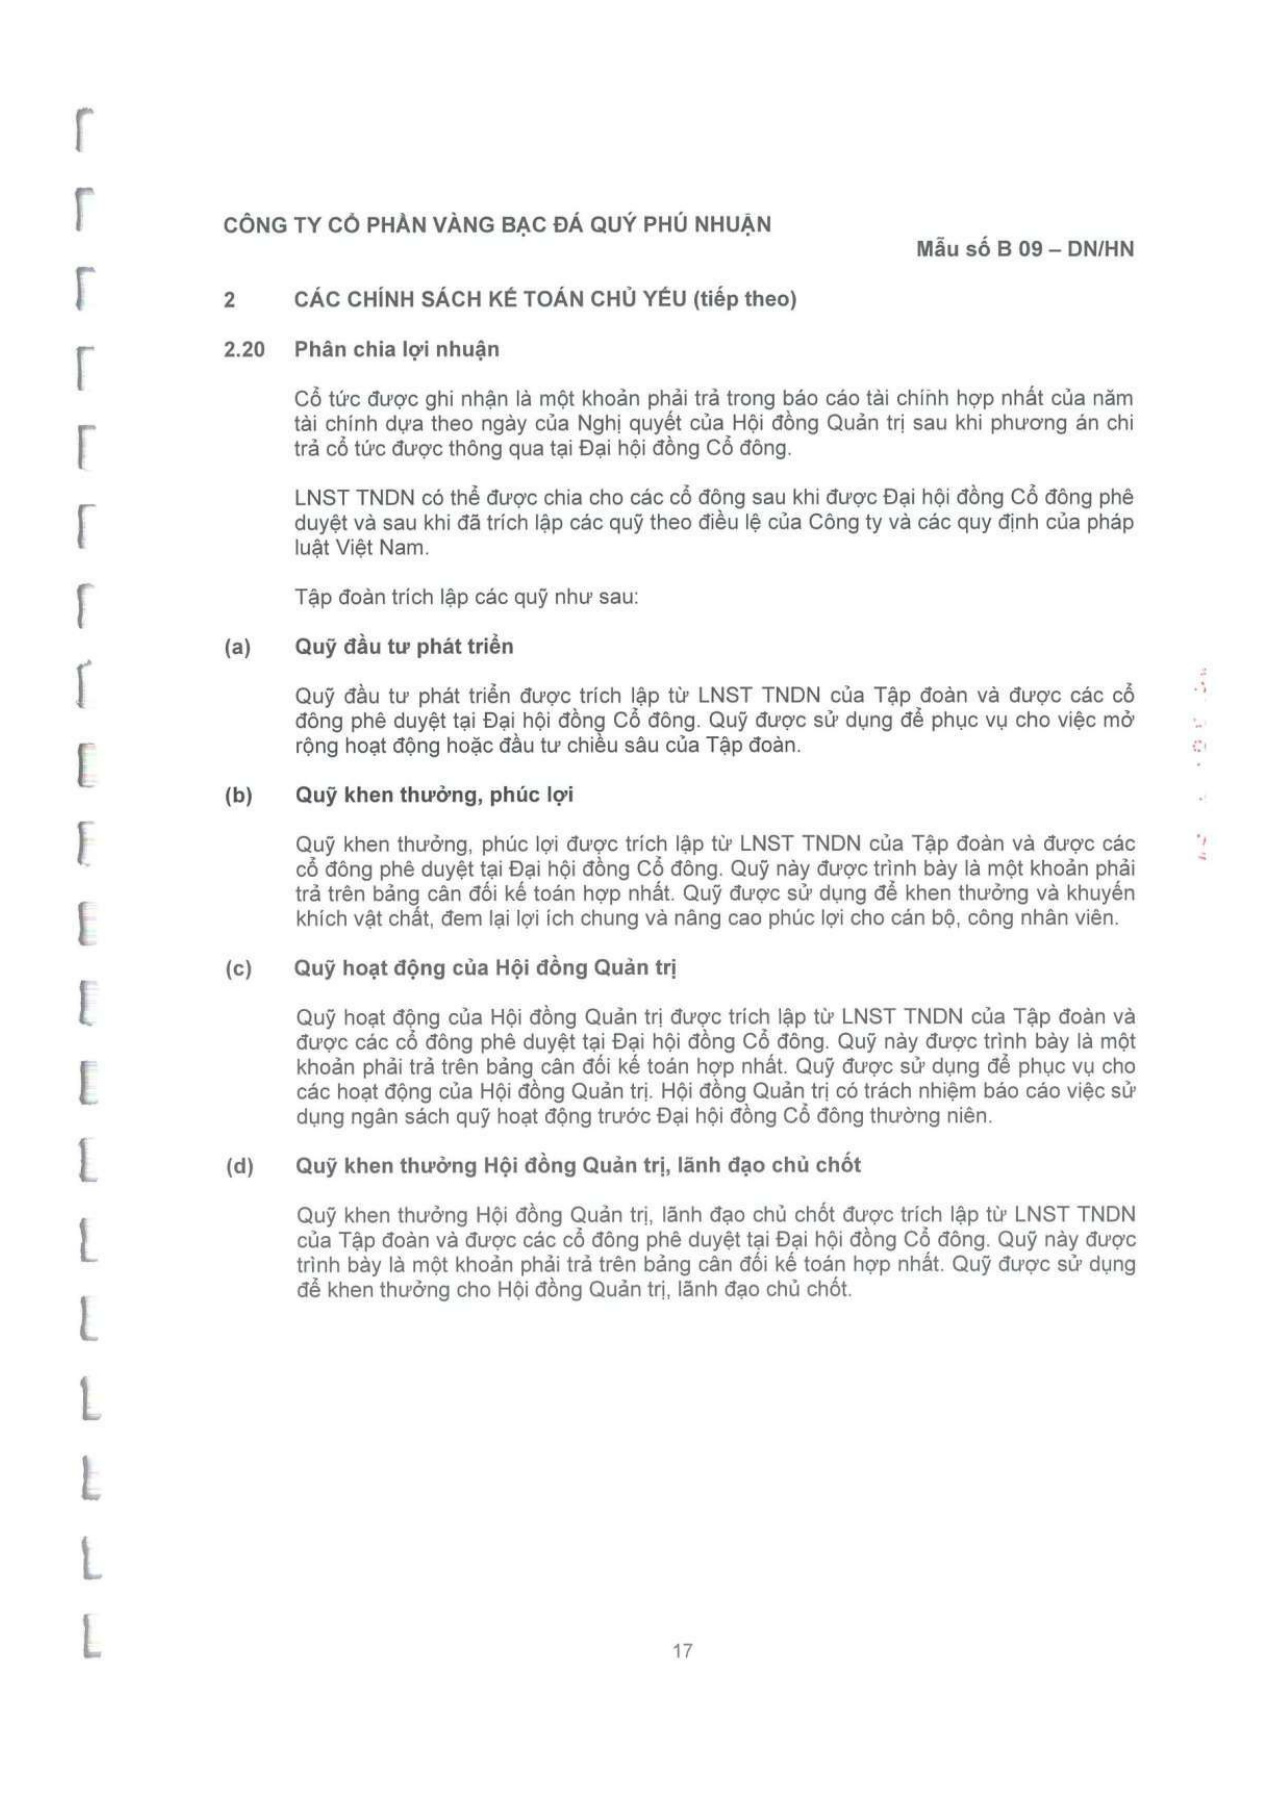 CÔNG TY CỔ PHẦN VÀNG BẠC ĐÁ QUÝ PHÚ NHUẬN
Mẫu số B 09 – DN/HN
2 CÁC CHÍNH SÁCH KẾ TOÁN CHỦ YẾU (tiếp theo)
2.20 Phân chia lợi nhuận
Cổ tức được ghi nhận là một khoản phải trả trong báo cáo tài chính hợp nhất của năm
tài chính dựa theo ngày của Nghị quyết của Hội đồng Quản trị sau khi phương án chi
trả cổ tức được thông qua tại Đại hội đồng Cổ đông.
LNST TNDN có thể được chia cho các cổ đông sau khi được Đại hội đồng Cổ đông phê
duyệt và sau khi đã trích lập các quỹ theo điều lệ của Công ty và các quy định của pháp
luật Việt Nam.
Tập đoàn trích lập các quỹ như sau:
(a) Quỹ đầu tư phát triển
Quỹ đầu tư phát triển được trích lập từ LNST TNDN của Tập đoàn và được các cổ
đông phê duyệt tại Đại hội đồng Cổ đông. Quỹ được sử dụng để phục vụ cho việc mở
rộng hoạt động hoặc đầu tư chiều sâu của Tập đoàn.
(b) Quỹ khen thưởng, phúc lợi
Quỹ khen thưởng, phúc lợi được trích lập từ LNST TNDN của Tập đoàn và được các
cổ đông phê duyệt tại Đại hội đồng Cổ đông. Quỹ này được trình bày là một khoản phải
trả trên bảng cân đối kế toán hợp nhất. Quỹ được sử dụng để khen thưởng và khuyến
khích vật chất, đem lại lợi ích chung và nâng cao phúc lợi cho cán bộ, công nhân viên.
(c) Quỹ hoạt động của Hội đồng Quản trị
Quỹ hoạt động của Hội đồng Quản trị được trích lập từ LNST TNDN của Tập đoàn và
được các cổ đông phê duyệt tại Đại hội đồng Cổ đông. Quỹ này được trình bày là một
khoản phải trả trên bảng cân đối kế toán hợp nhất. Quỹ được sử dụng để phục vụ cho
các hoạt động của Hội đồng Quản trị. Hội đồng Quản trị có trách nhiệm báo cáo việc sử
dụng ngân sách quỹ hoạt động trước Đại hội đồng Cổ đông thường niên.
(d) Quỹ khen thưởng Hội đồng Quản trị, lãnh đạo chủ chốt
Quỹ khen thưởng Hội đồng Quản trị, lãnh đạo chủ chốt được trích lập từ LNST TNDN
của Tập đoàn và được các cổ đông phê duyệt tại Đại hội đồng Cổ đông. Quỹ này được
trình bày là một khoản phải trả trên bảng cân đối kế toán hợp nhất. Quỹ được sử dụng
để khen thưởng cho Hội đồng Quản trị, lãnh đạo chủ chốt.
17